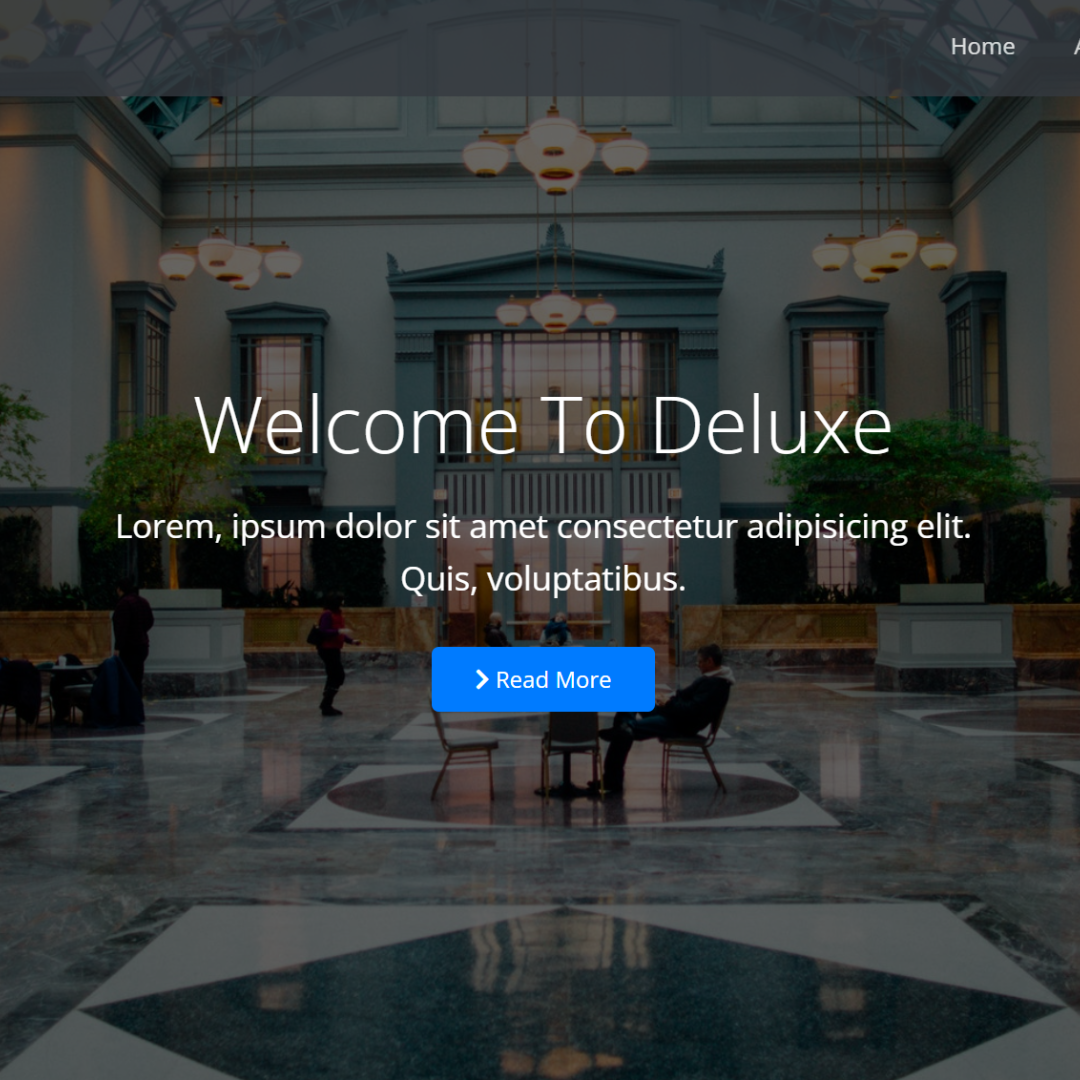 Home
Welcome To Deluxe
Lorem, ipsum dolor sit amet consectetur adipisicing elit.
Quis, voluptatibus.
Read More